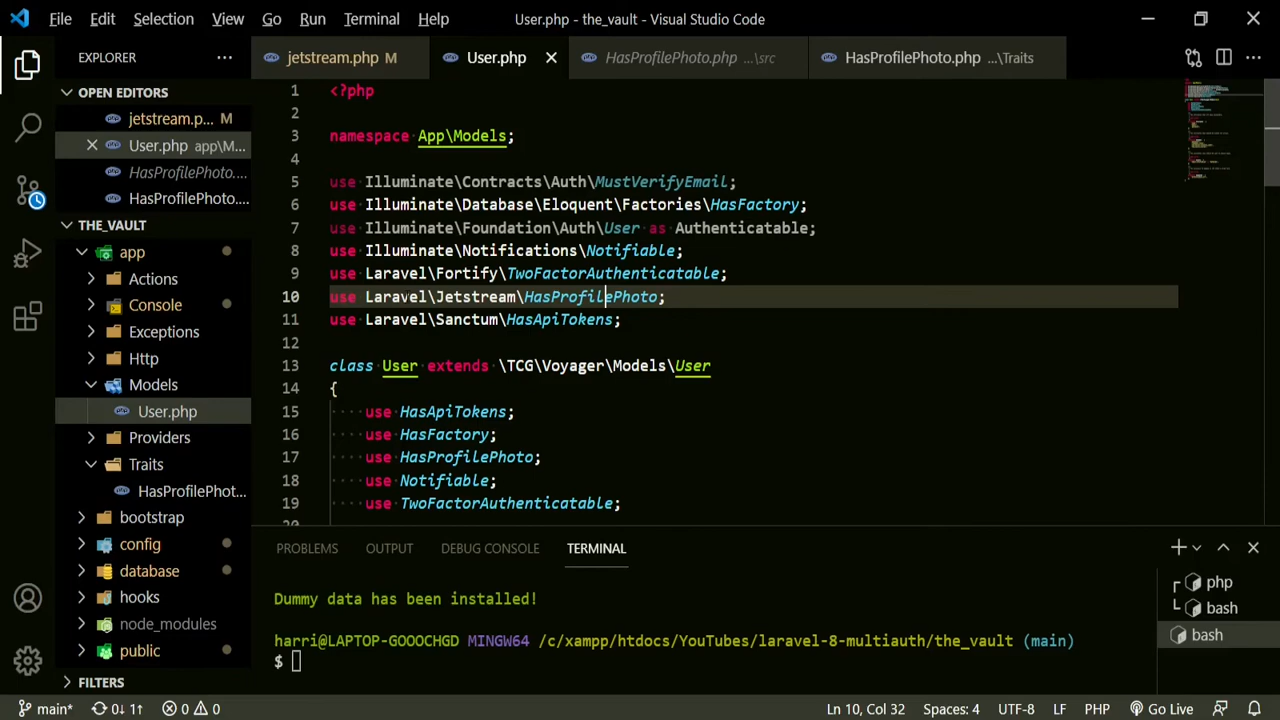 File Edit Selection View Go Run Terminal Help User.php - the_vault - Visual Studio Code
EXPLORER
jetstream.php M
User.php
HasProfilePhoto.php ...\src
HasProfilePhoto.php ...\Traits
OPEN EDITORS
jetstream.p... M
User.php app\M...
HasProfilePhoto....
HasProfilePhoto....
THE_VAULT
app
Actions
Console
Exceptions
Http
Models
User.php
Providers
Traits
HasProfilePhot...
bootstrap
config
database
hooks
node_modules
public
FILTERS
1 <?php
2
3 namespace App\Models;
4
5 use Illuminate\Contracts\Auth\MustVerifyEmail;
6 use Illuminate\Database\Eloquent\Factories\HasFactory;
7 use Illuminate\Foundation\Auth\User as Authenticatable;
8 use Illuminate\Notifications\Notifiable;
9 use Laravel\Fortify\TwoFactorAuthenticatable;
10 use Laravel\Jetstream\HasProfilePhoto;
11 use Laravel\Sanctum\HasApiTokens;
12
13 class User extends \TCG\Voyager\Models\User
14 {
15 use HasApiTokens;
16 use HasFactory;
17 use HasProfilePhoto;
18 use Notifiable;
19 use TwoFactorAuthenticatable;
20
PROBLEMS OUTPUT DEBUG CONSOLE TERMINAL
Dummy data has been installed!
harri@LAPTOP-GOOOCHGD MINGW64 /c/xampp/htdocs/YouTubes/laravel-8-multiauth/the_vault (main)
$
php
bash
bash
main* 0↓ 1↑ 0 0 Ln 10, Col 32 Spaces: 4 UTF-8 LF PHP Go Live